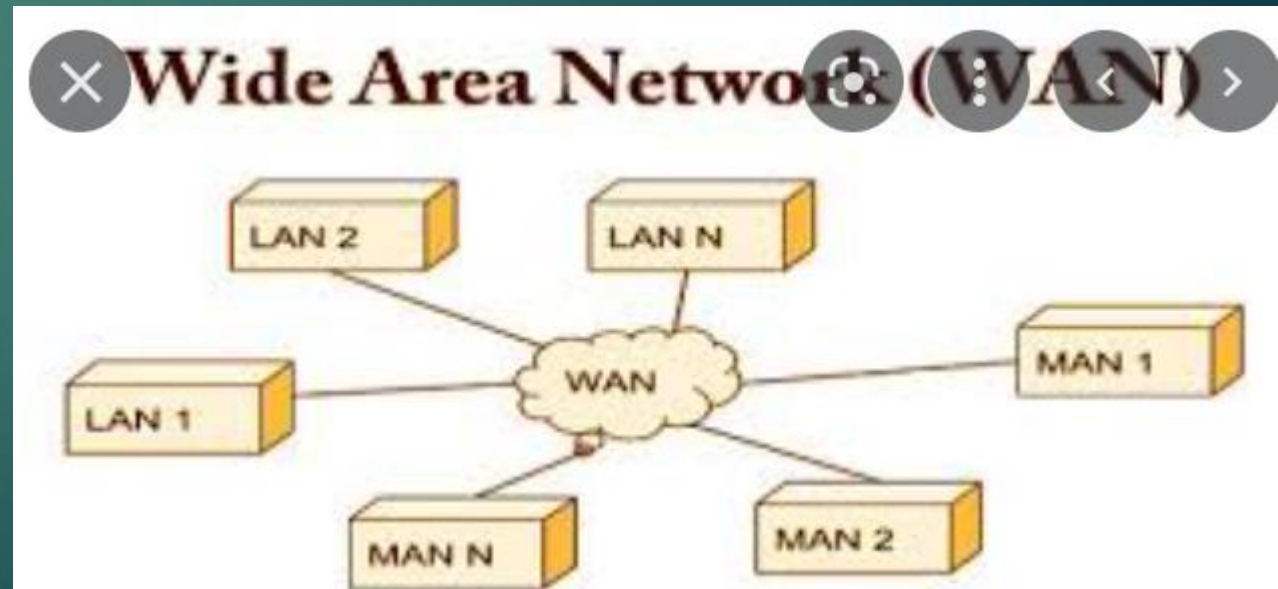 Wide Area Network (WAN)
LAN 2
LAN N
WAN
MAN 1
LAN 1
MAN N
MAN 2